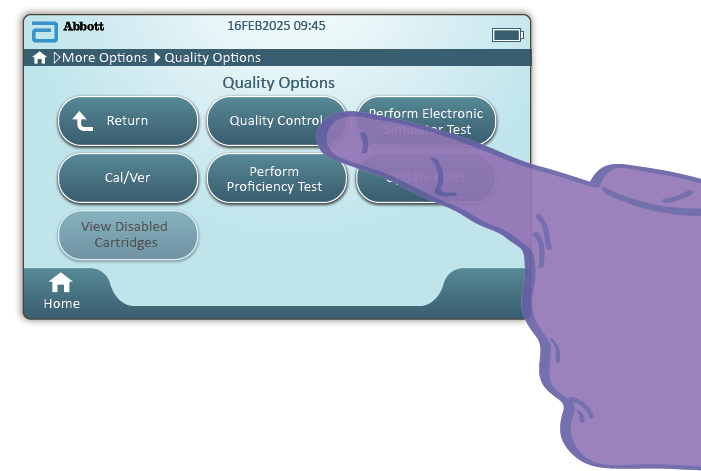 Abbott
16FEB2025 09:45
More Options Quality Options
Quality Options
Return
Quality Control
Perform Electronic
Simulator Test
Cal/Ver
Perform
Proficiency Test
Update eVAS
View Disabled
Cartridges
Home